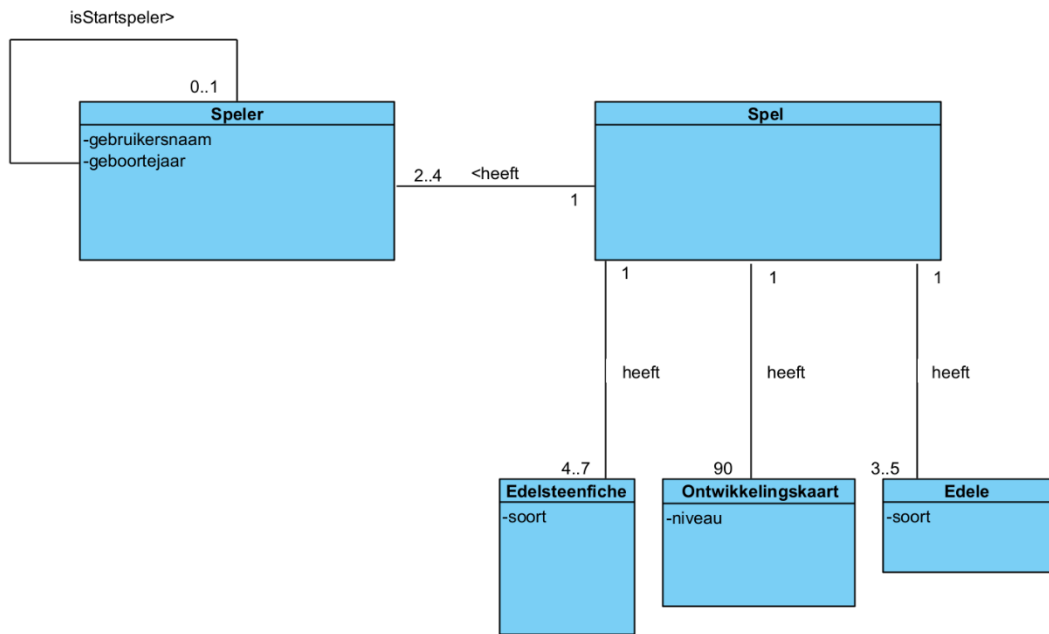 isStartspeler>
0..1
Speler
-gebruikersnaam
-geboortejaar
2..4
<heeft
1
Spel
1
1
1
heeft
heeft
heeft
4..7
90
3..5
Edelsteenfiche
-soort
Ontwikkelingskaart
-niveau
Edele
-soort